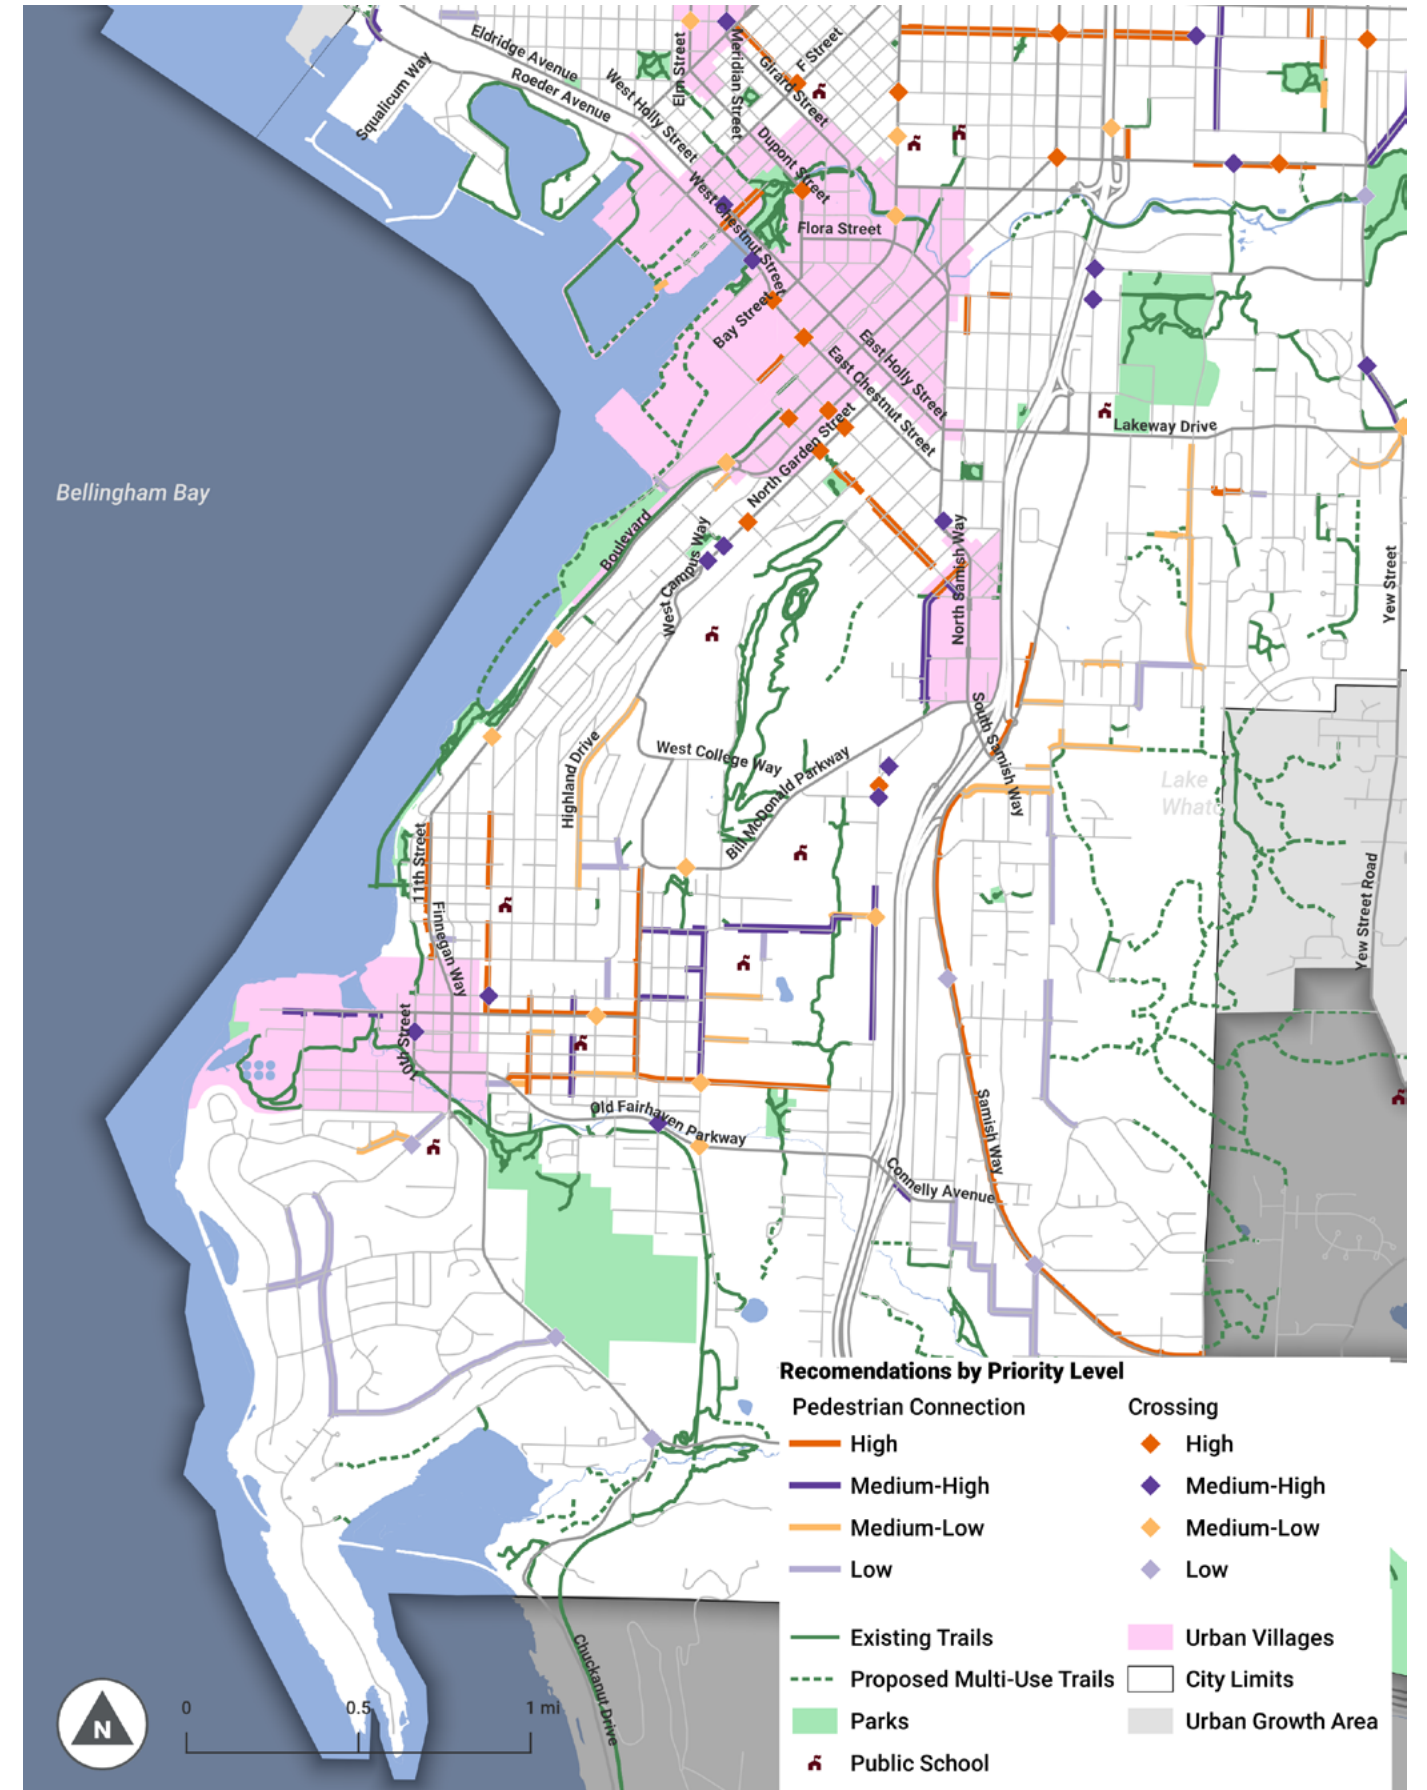 Eldridge Avenue
Roeder Avenue
Squalicum Way
West Holly Street
Elm Street
Meridian Street
Girard Street
F Street
Dupont Street
West Chestnut Street
Flora Street
Bay Street
East Holly Street
East Chestnut Street
Lakeway Drive
North Garden Street
Bellingham Bay
Boulevard
West Campus Way
North Samish Way
Yew Street
South Samish Way
West College Way
Highland Drive
Bill McDonald Parkway
Lake
Whatc
11th Street
Finnegan Way
Yew Street Road
10th Street
Old Fairhaven Parkway
Samish Way
Connelly Avenue
Chuckanut Drive
Recomendations by Priority Level
Pedestrian Connection
High
Medium-High
Medium-Low
Low
Existing Trails
Proposed Multi-Use Trails
Parks
Public School
Crossing
High
Medium-High
Medium-Low
Low
Urban Villages
City Limits
Urban Growth Area
N
0 0.5 1 mi